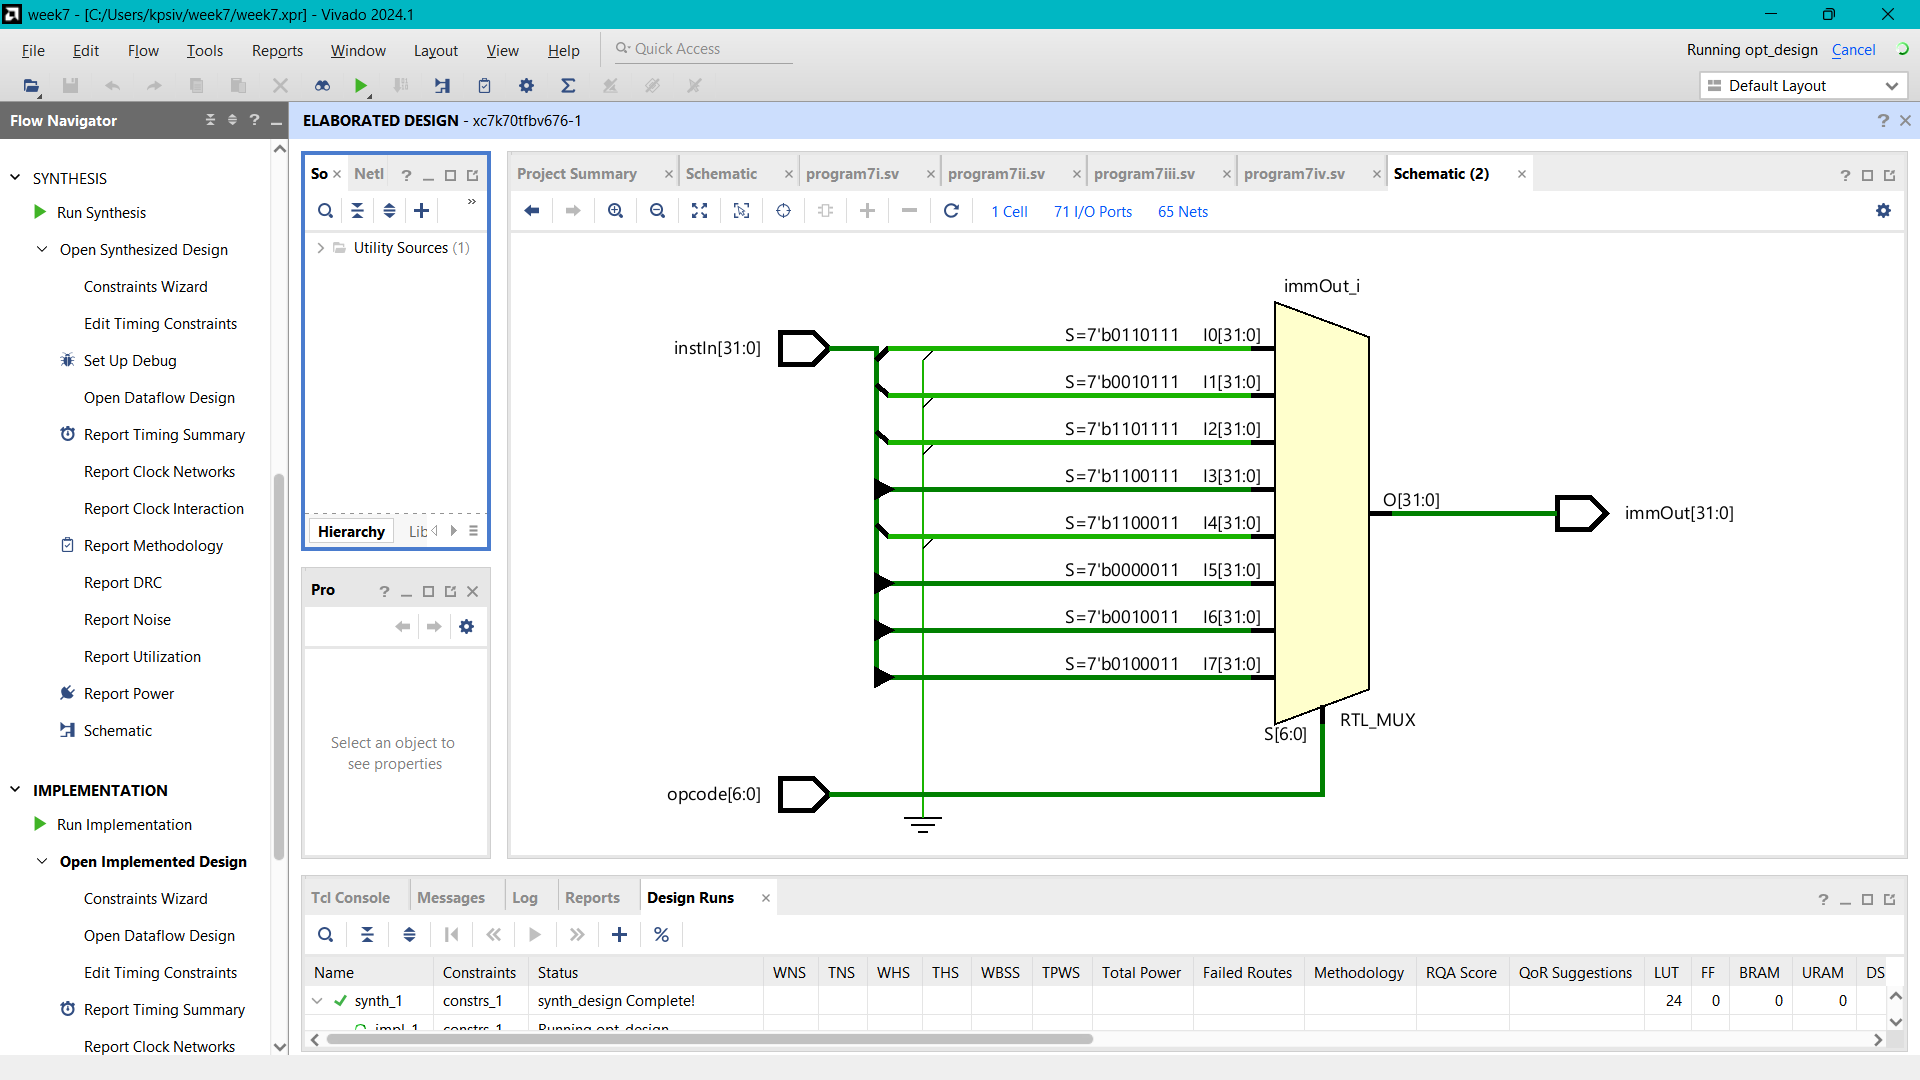 week7 - [C:/Users/kpsiv/week7/week7.xpr] - Vivado 2024.1
File Edit Flow Tools Reports Window Layout View Help Quick Access
Running opt_design Cancel
Default Layout
Flow Navigator ?
SYNTHESIS
Run Synthesis
Open Synthesized Design
Constraints Wizard
Edit Timing Constraints
Set Up Debug
Open Dataflow Design
Report Timing Summary
Report Clock Networks
Report Clock Interaction
Report Methodology
Report DRC
Report Noise
Report Utilization
Report Power
Schematic
IMPLEMENTATION
Run Implementation
Open Implemented Design
Constraints Wizard
Open Dataflow Design
Edit Timing Constraints
Report Timing Summary
Report Clock Networks
ELABORATED DESIGN - xc7k70tfbv676-1 ?
So Netl ?
Utility Sources (1)
Hierarchy Lib
Pro ?
Select an object to
see properties
Project Summary Schematic program7i.sv program7ii.sv program7iii.sv program7iv.sv Schematic (2) ?
1 Cell 71 I/O Ports 65 Nets
immOut_i
instIn[31:0]
S=7'b0110111 I0[31:0]
S=7'b0010111 I1[31:0]
S=7'b1101111 I2[31:0]
S=7'b1100111 I3[31:0]
S=7'b1100011 I4[31:0]
S=7'b0000011 I5[31:0]
S=7'b0010011 I6[31:0]
S=7'b0100011 I7[31:0]
O[31:0]
immOut[31:0]
S[6:0]
RTL_MUX
opcode[6:0]
Tcl Console Messages Log Reports Design Runs ?
%
Name Constraints Status WNS TNS WHS THS WBSS TPWS Total Power Failed Routes Methodology RQA Score QoR Suggestions LUT FF BRAM URAM DS
synth_1 constrs_1 synth_design Complete! 24 0 0 0
impl_1 constrs_1 Running opt_design